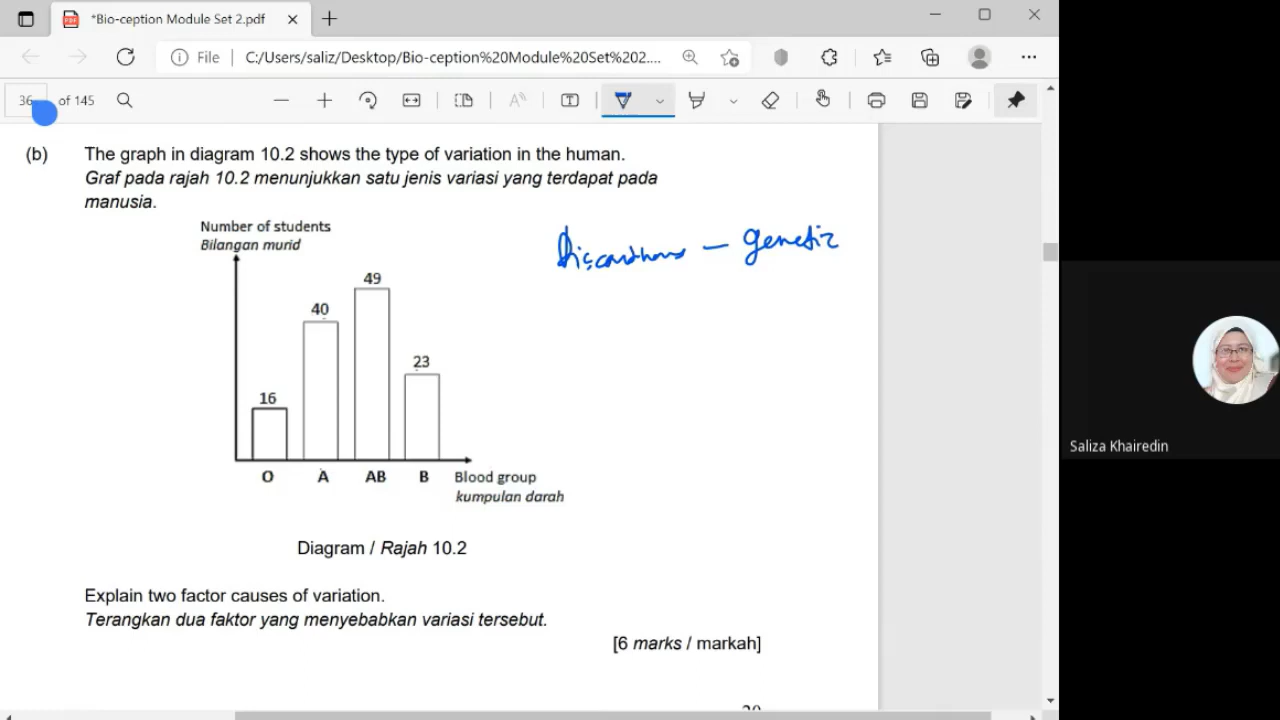 *Bio-ception Module Set 2.pdf
File
C:/Users/saliz/Desktop/Bio-ception%20Module%20Set%202....
36 of 145
(b) The graph in diagram 10.2 shows the type of variation in the human.
Graf pada rajah 10.2 menunjukkan satu jenis variasi yang terdapat pada
manusia.
Number of students
Bilangan murid
– genetic
49
40
23
16
O A AB B
Blood group
kumpulan darah
Diagram / Rajah 10.2
Saliza Khairedin
Explain two factor causes of variation.
Terangkan dua faktor yang menyebabkan variasi tersebut.
[6 marks / markah]